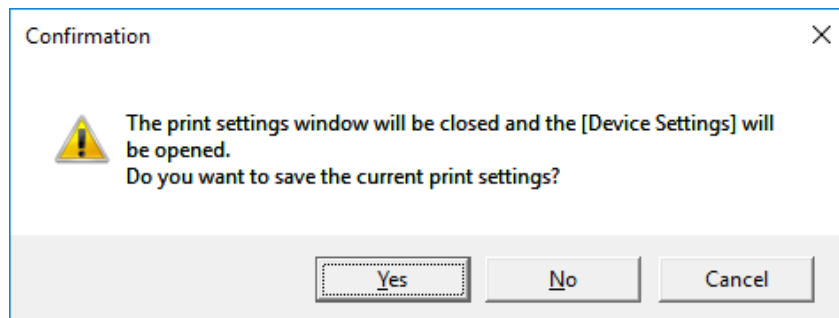 Confirmation
The print settings window will be closed and the [Device Settings] will
be opened.
Do you want to save the current print settings?
Yes
No
Cancel